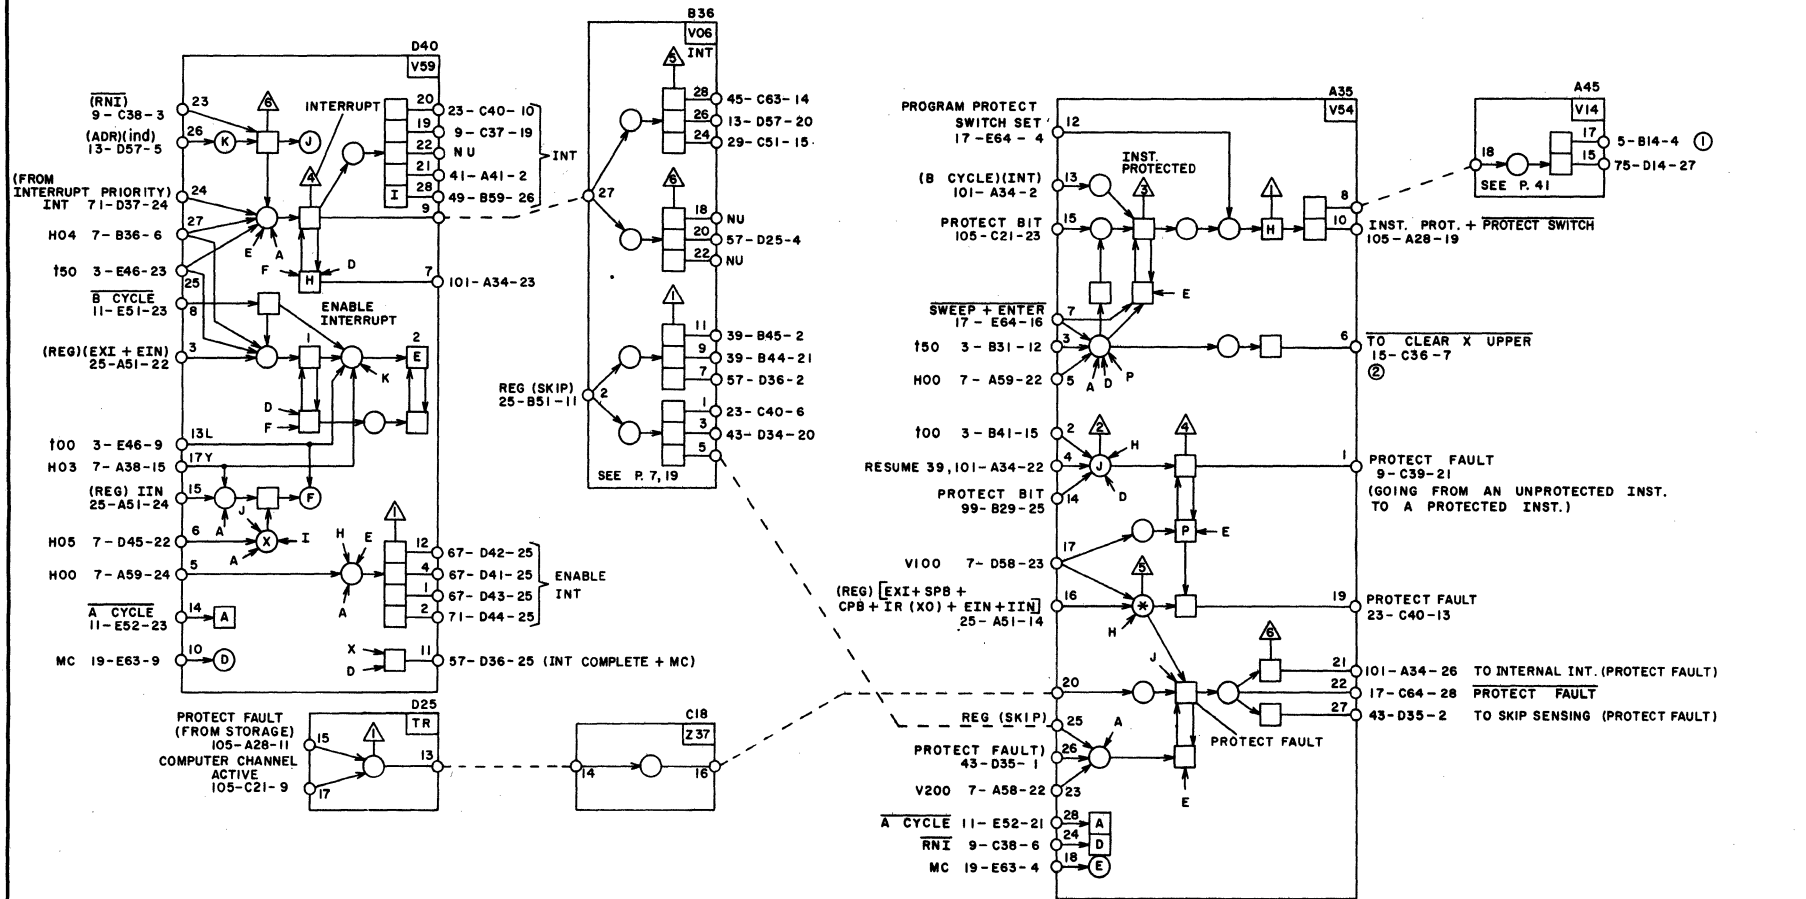 D40
V59
(RNI)
9-C38-3
23
(ADR)(ind)
13-D57-5
26
K
6
J
INTERRUPT
4
(FROM
INTERRUPT PRIORITY)
INT 71-D37-24
24
27
H04 7-B36-6
†50 3-E46-23
25
E A
F D
H
B CYCLE
11-E51-23
8
ENABLE
INTERRUPT
(REG)(EXI + EIN)
25-A51-22
3
1
2
E
K
D
F
†00 3-E46-9
13L
H03 7-A38-15
17Y
(REG) IIN
25-A51-24
15
F
A
J
H05 7-D45-22
6
X
I
A
H00 7-A59-24
5
H E
A
1
A CYCLE
11-E52-23
14
A
MC 19-E63-9
10
D
X
D
20 23-C40-10
19 9-C37-19
22 NU
21 41-A41-2
I 28 49-B59-26
INT
9
7 101-A34-23
12 67-D42-25
4 67-D41-25
1 67-D43-25
2 71-D44-25
ENABLE
INT
11 57-D36-25 (INT COMPLETE + MC)
D25
TR
PROTECT FAULT
(FROM STORAGE)
105-A28-11
15
COMPUTER CHANNEL
ACTIVE
105-C21-9
17
1
13
C18
Z37
14
16
B36
V06
INT
5
27
28 45-C63-14
26 13-D57-20
24 29-C51-15
6
18 NU
20 57-D25-4
22 NU
1
REG (SKIP)
25-B51-11
2
11 39-B45-2
9 39-B44-21
7 57-D36-2
1 23-C40-6
3 43-D34-20
5
SEE P. 7, 19
A35
V54
PROGRAM PROTECT
SWITCH SET
17-E64-4
12
INST.
PROTECTED
3
(B CYCLE)(INT)
101-A34-2
13
PROTECT BIT
105-C21-23
15
1
H
8
10
INST. PROT. + PROTECT SWITCH
105-A28-19
E
SWEEP + ENTER
17-E64-16
7
†50 3-B31-12
3
H00 7-A59-22
5
A D P
6
TO CLEAR X UPPER
15-C36-7
②
†00 3-B41-15
2
2
4
RESUME 39,101-A34-22
4
J
H
D
PROTECT BIT
99-B29-25
14
1
PROTECT FAULT
9-C39-21
(GOING FROM AN UNPROTECTED INST.
TO A PROTECTED INST.)
P
E
V100 7-D58-23
17
5
(REG) [EXI + SPB +
CPB + IR (XO) + EIN + IIN]
25-A51-14
16
*
H
19
PROTECT FAULT
23-C40-13
6
J
20
21 101-A34-26 TO INTERNAL INT. (PROTECT FAULT)
22 17-C64-28 PROTECT FAULT
27 43-D35-2 TO SKIP SENSING (PROTECT FAULT)
REG (SKIP)
25
A
PROTECT FAULT
PROTECT FAULT)
43-D35-1
26
V200 7-A58-22
23
E
A CYCLE 11-E52-21
28
A
RNI 9-C38-6
24
D
MC 19-E63-4
18
E
A45
V14
18
17 5-B14-4 ①
15 75-D14-27
SEE P. 41